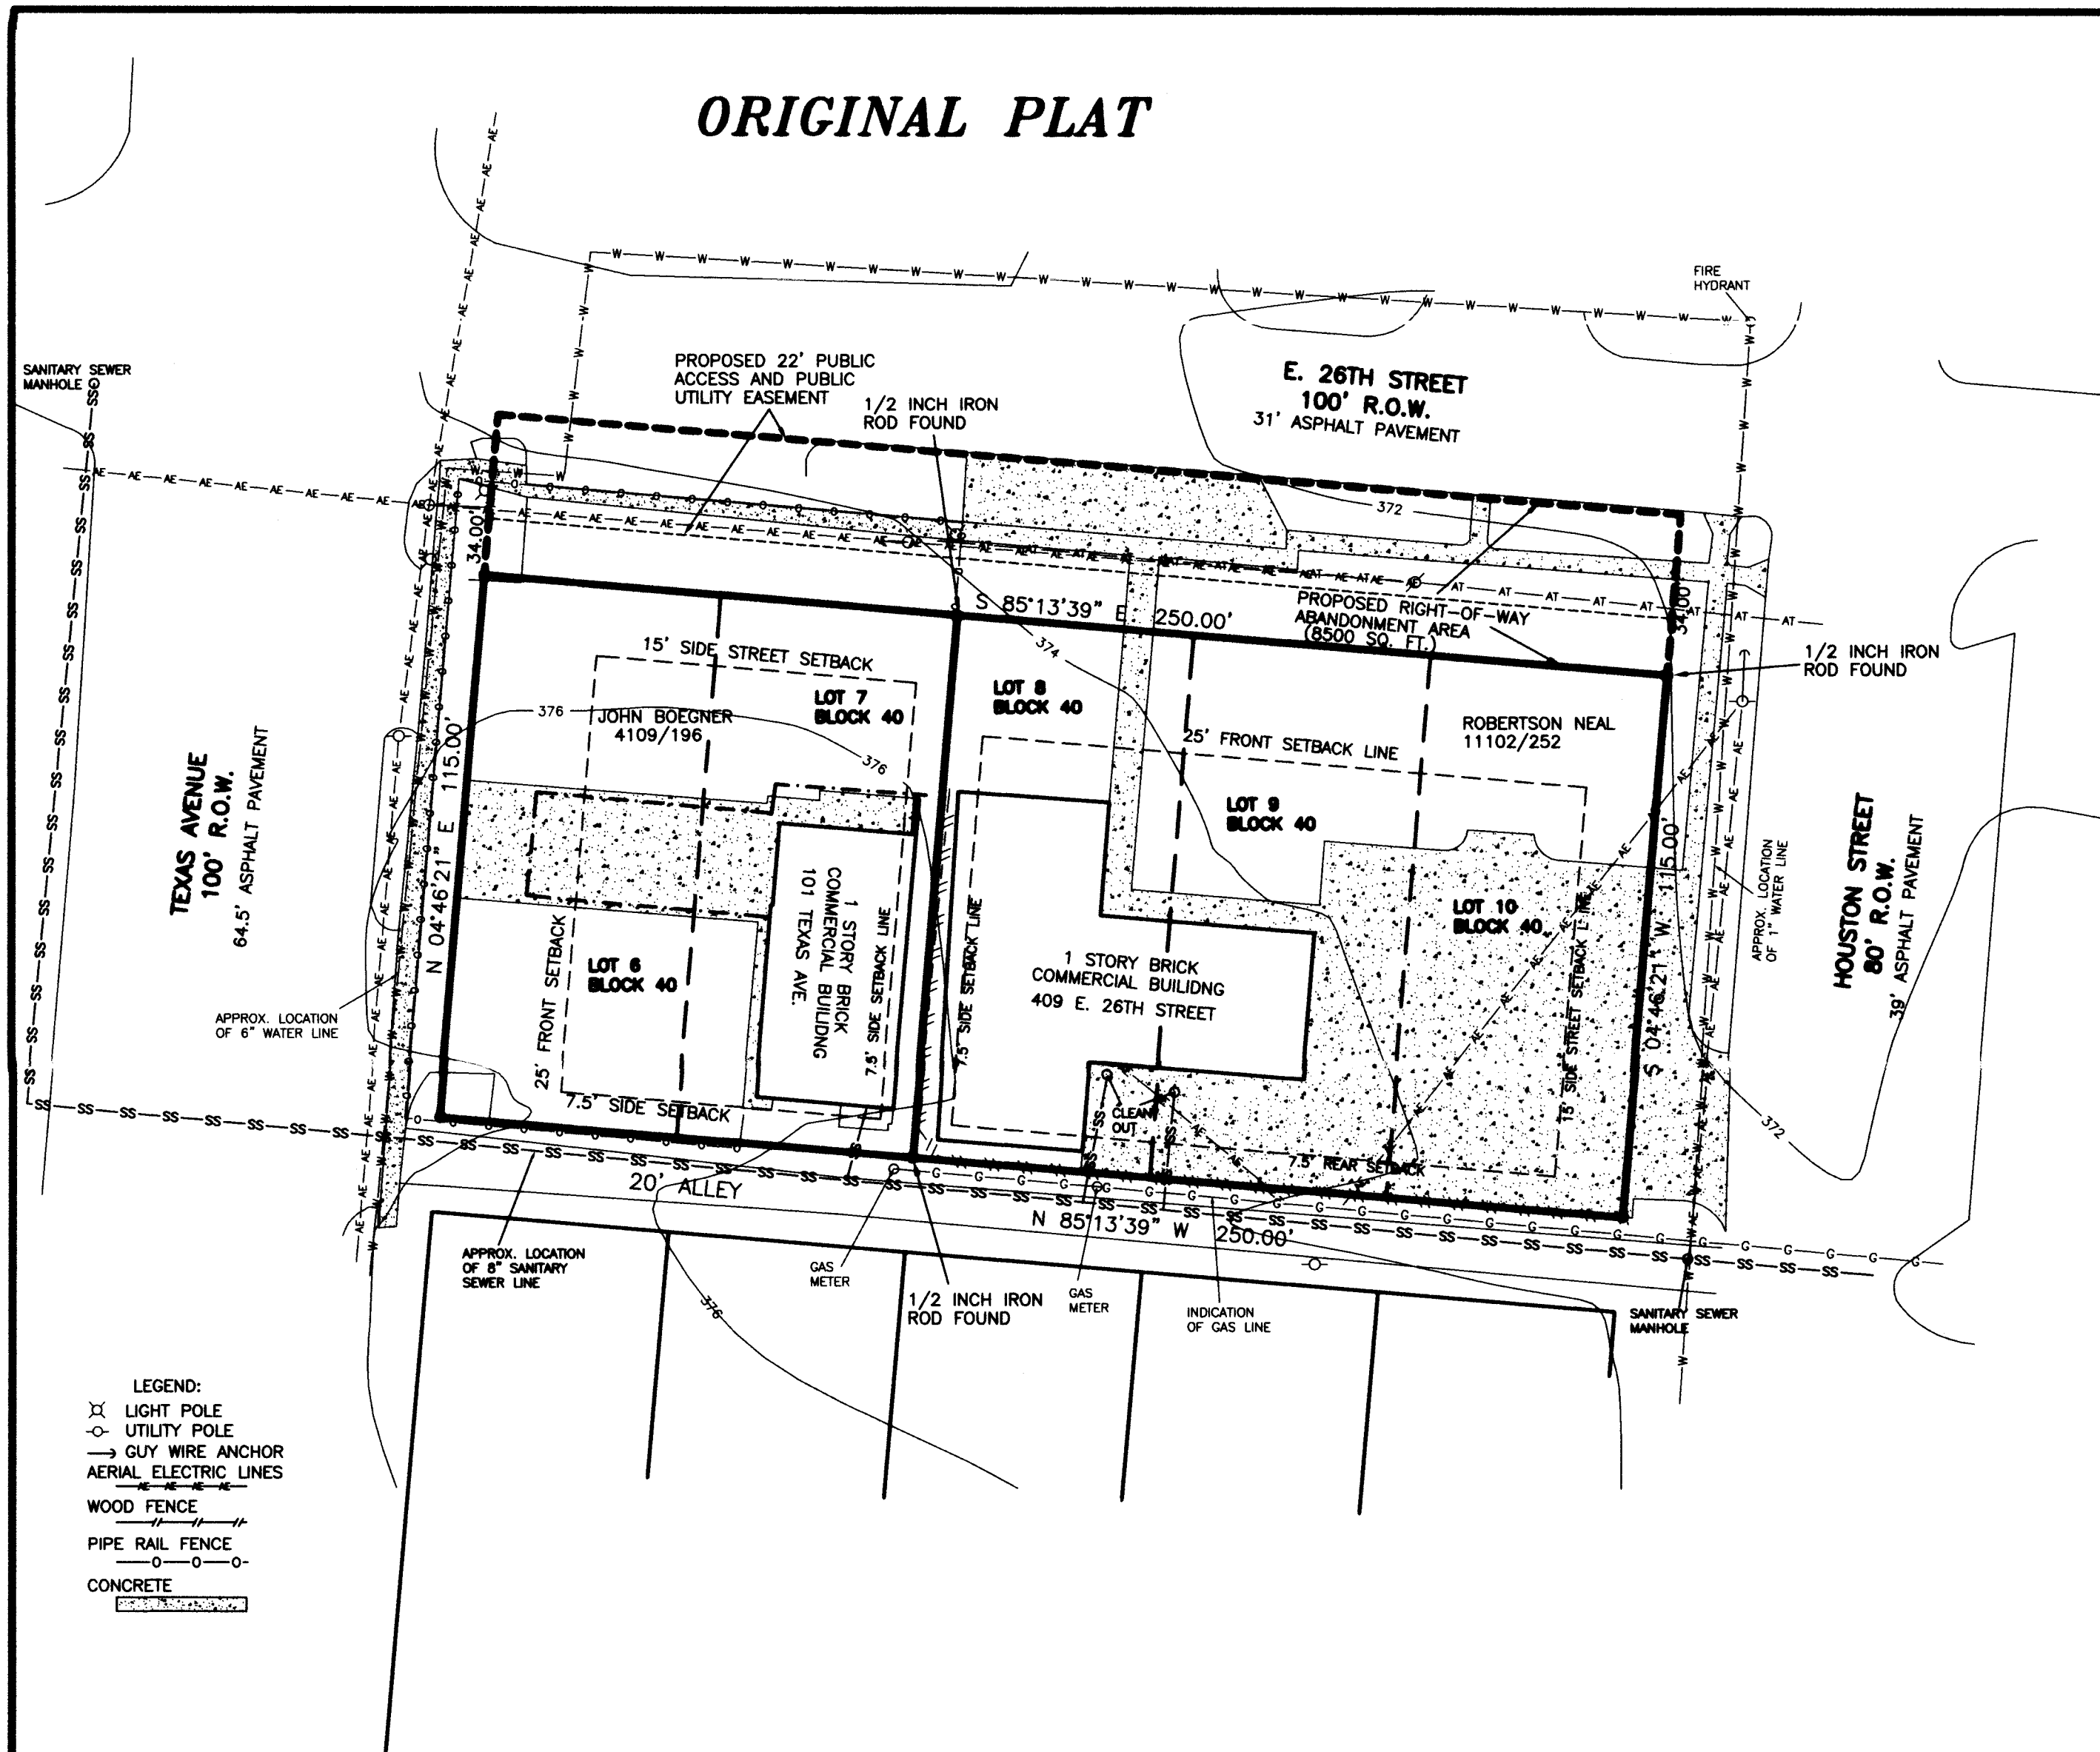 ORIGINAL PLAT
FIRE
HYDRANT
SANITARY SEWER
MANHOLE
PROPOSED 22' PUBLIC
ACCESS AND PUBLIC
UTILITY EASEMENT
1/2 INCH IRON
ROD FOUND
E. 26TH STREET
100' R.O.W.
31' ASPHALT PAVEMENT
372
34.00'
34.00'
S 85°13'39" E 250.00'
PROPOSED RIGHT-OF-WAY
ABANDONMENT AREA
(8500 SQ. FT.)
1/2 INCH IRON
ROD FOUND
15' SIDE STREET SETBACK
374
LOT 7
BLOCK 40
LOT 8
BLOCK 40
376
JOHN BOEGNER
4109/196
376
25' FRONT SETBACK LINE
ROBERTSON NEAL
11102/252
TEXAS AVENUE
100' R.O.W.
64.5' ASPHALT PAVEMENT
N 04°46'21" E 115.00'
LOT 9
BLOCK 40
1 STORY BRICK
COMMERCIAL BUILDING
101 TEXAS AVE.
7.5' SIDE SETBACK LINE
7.5' SIDE SETBACK LINE
LOT 10
BLOCK 40
S 04°46'21" W 115.00'
APPROX. LOCATION
OF 1" WATER LINE
HOUSTON STREET
80' R.O.W.
39' ASPHALT PAVEMENT
LOT 6
BLOCK 40
25' FRONT SETBACK
1 STORY BRICK
COMMERCIAL BUILIDNG
409 E. 26TH STREET
15' SIDE STREET SETBACK LINE
APPROX. LOCATION
OF 6" WATER LINE
7.5' SIDE SETBACK
CLEAN
OUT
372
7.5' REAR SETBACK
20' ALLEY
N 85°13'39" W 250.00'
APPROX. LOCATION
OF 8" SANITARY
SEWER LINE
GAS
METER
1/2 INCH IRON
ROD FOUND
GAS
METER
INDICATION
OF GAS LINE
SANITARY SEWER
MANHOLE
376
LEGEND:
LIGHT POLE
UTILITY POLE
GUY WIRE ANCHOR
AERIAL ELECTRIC LINES
AE AE AE AE
WOOD FENCE
PIPE RAIL FENCE
CONCRETE